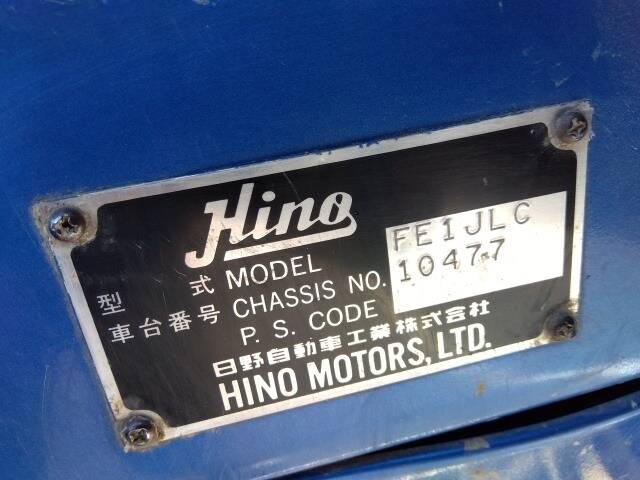 Hino
型式 MODEL FE1JLC
車台番号 CHASSIS NO. 10477
P. S. CODE
日野自動車工業株式会社
HINO MOTORS, LTD.